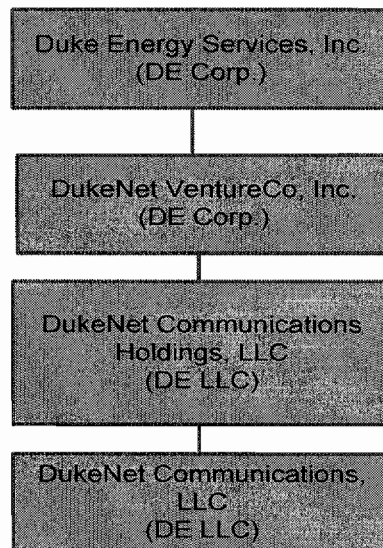 Duke Energy Services, Inc.
(DE Corp.)
DukeNet VentureCo, Inc.
(DE Corp.)
DukeNet Communications
Holdings, LLC
(DE LLC)
DukeNet Communications,
LLC
(DE LLC)